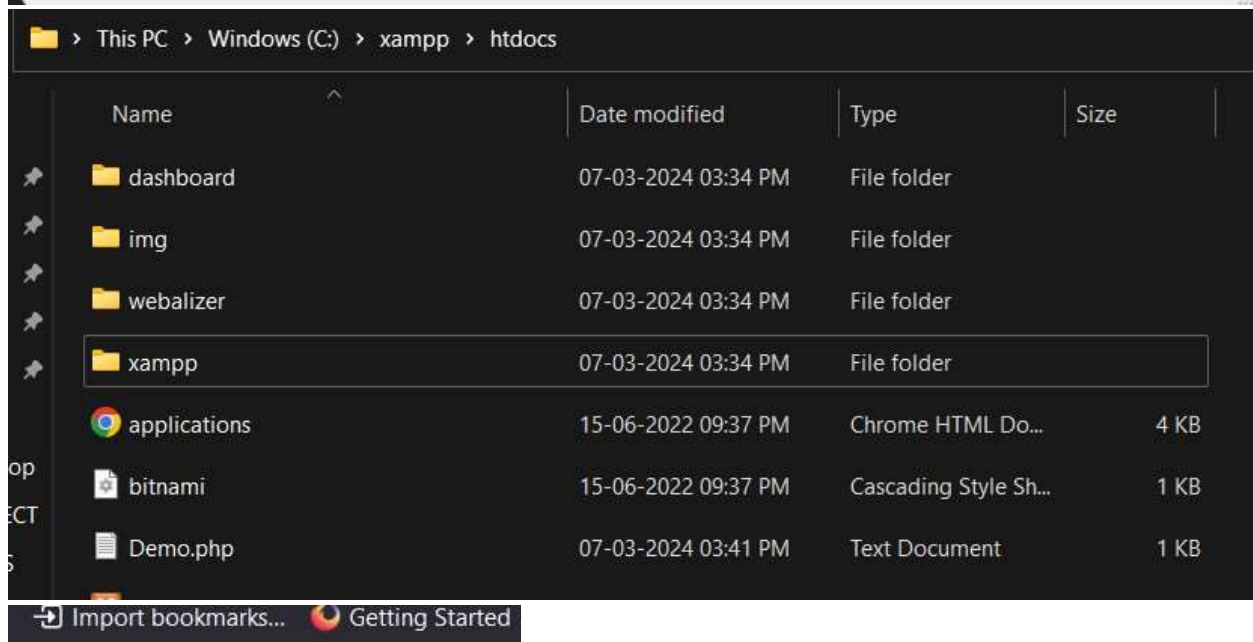 This PC > Windows (C:) > xampp > htdocs
Name Date modified Type Size
dashboard 07-03-2024 03:34 PM File folder
img 07-03-2024 03:34 PM File folder
webalizer 07-03-2024 03:34 PM File folder
xampp 07-03-2024 03:34 PM File folder
applications 15-06-2022 09:37 PM Chrome HTML Do... 4 KB
op
bitnami 15-06-2022 09:37 PM Cascading Style Sh... 1 KB
ECT
Demo.php 07-03-2024 03:41 PM Text Document 1 KB
S
Import bookmarks... Getting Started